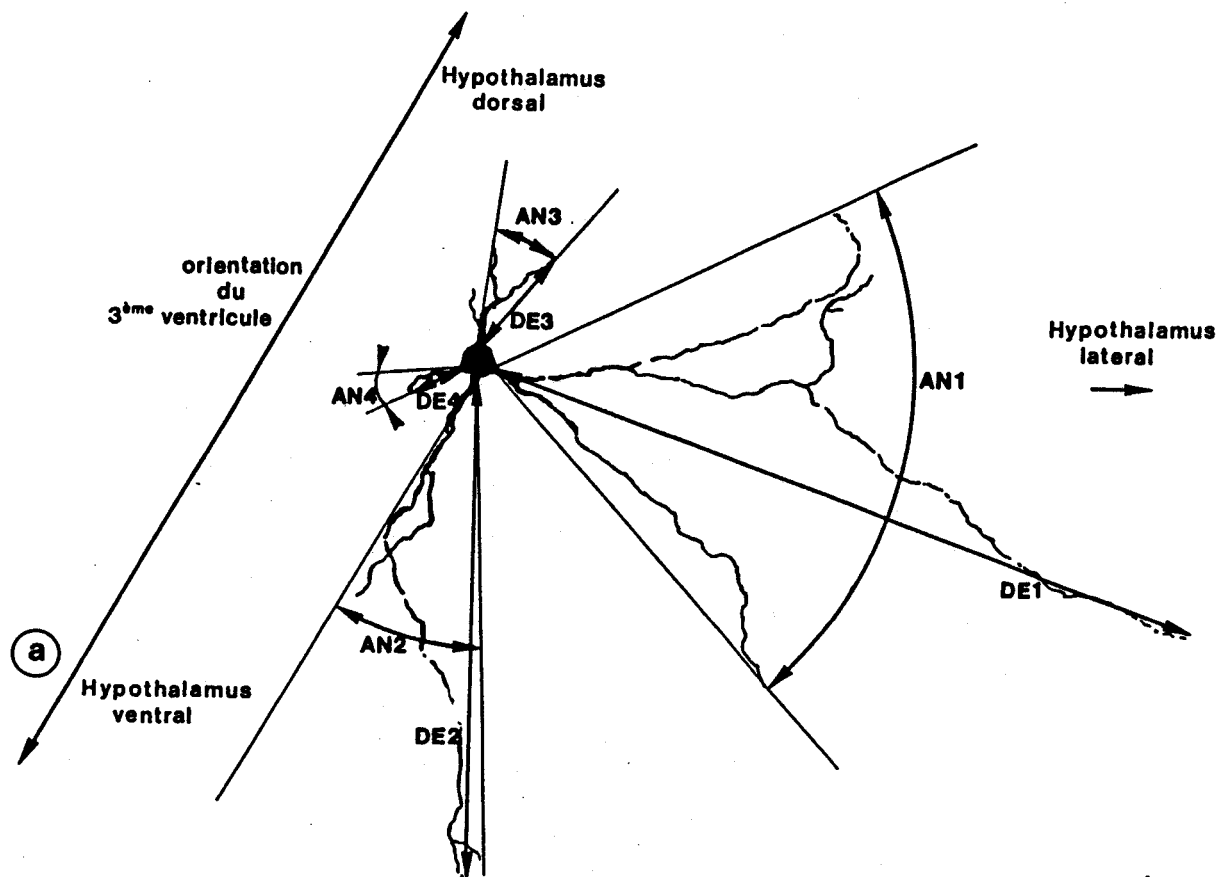 Hypothalamus
dorsal
AN3
orientation
du
3ème ventricule
DE3
Hypothalamus
lateral
AN1
AN4
DE4
DE1
AN2
a
Hypothalamus
ventral
DE2